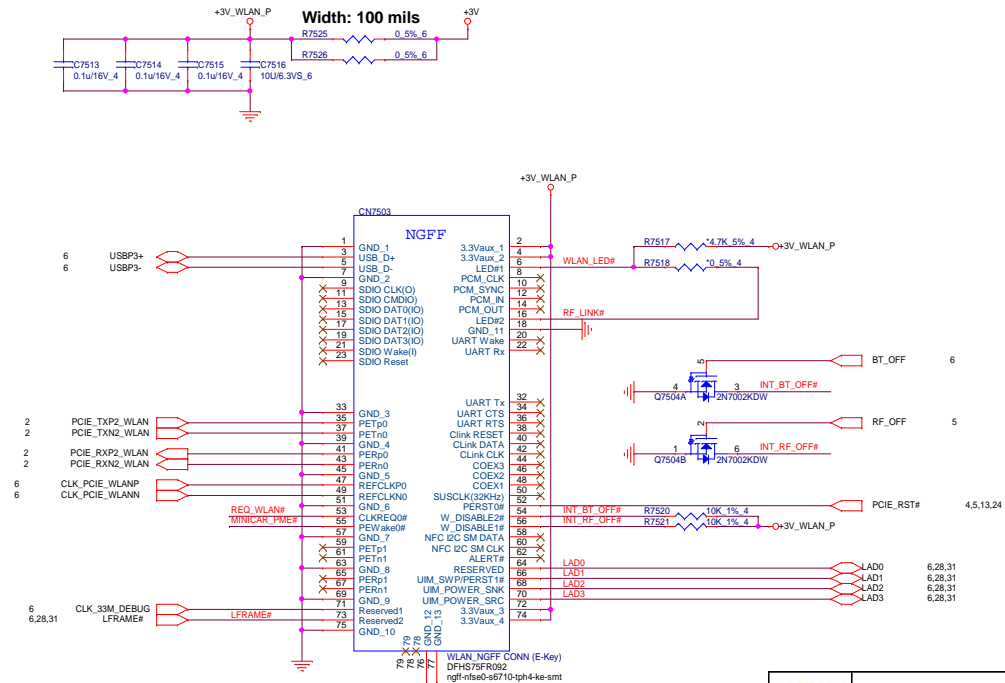 +3V_WLAN_P
Width: 100 mils
+3V
R7525 0_5%_6
R7526 0_5%_6
C7513 0.1u/16V_4
C7514 0.1u/16V_4
C7515 0.1u/16V_4
C7516 10U/6.3VS_6
+3V_WLAN_P
CN7503
NGFF
1 GND_1
6 USBP3+ 3 USB_D+
6 USBP3- 5 USB_D-
7 GND_2
9 SDIO CLK(O)
11 SDIO CMDIO)
13 SDIO DAT0(IO)
15 SDIO DAT1(IO)
17 SDIO DAT2(IO)
19 SDIO DAT3(IO)
21 SDIO Wake(I)
23 SDIO Reset
33 GND_3
2 PCIE_TXP2_WLAN 35 PETp0
2 PCIE_TXN2_WLAN 37 PETn0
39 GND_4
2 PCIE_RXP2_WLAN 41 PERp0
2 PCIE_RXN2_WLAN 43 PERn0
45 GND_5
6 CLK_PCIE_WLANP 47 REFCLKP0
6 CLK_PCIE_WLANN 49 REFCLKN0
51 GND_6
REQ_WLAN# 53 CLKREQ0#
MINICAR_PME# 55 PEWake0#
57 GND_7
59 PETp1
61 PETn1
63 GND_8
65 PERp1
67 PERn1
69 GND_9
6 CLK_33M_DEBUG 71 Reserved1
6,28,31 LFRAME# LFRAME# 73 Reserved2
75 GND_10
3.3Vaux_1 2
3.3Vaux_2 4
LED#1 6 WLAN_LED#
PCM_CLK 8
PCM_SYNC 10
PCM_IN 12
PCM_OUT 14
LED#2 16 RF_LINK#
GND_11 18
UART Wake 20
UART Rx 22
UART Tx 32
UART CTS 34
UART RTS 36
Clink RESET 38
CLink DATA 40
CLink CLK 42
COEX3 44
COEX2 46
COEX1 48
SUSCLK(32KHz) 50
PERST0# 52
W_DISABLE2# 54 INT_BT_OFF#
W_DISABLE1# 56 INT_RF_OFF#
NFC I2C SM DATA 58
NFC I2C SM CLK 60
ALERT# 62
RESERVED 64 LAD0
UIM_SWP/PERST1# 66 LAD1
UIM_POWER_SNK 68 LAD2
UIM_POWER_SRC 70 LAD3
3.3Vaux_3 72
3.3Vaux_4 74
GND_12
GND_13
79 78
79 78 76 77
WLAN_NGFF CONN (E-Key)
DFHS75FR092
ngff-nfse0-s6710-tph4-ke-smt
R7517 *4.7K_5%_4 +3V_WLAN_P
R7518 *0_5%_4
5 BT_OFF 6
4 3 INT_BT_OFF#
Q7504A 2N7002KDW
2 RF_OFF 5
1 6 INT_RF_OFF#
Q7504B 2N7002KDW
PCIE_RST# 4,5,13,24
R7520 10K_1%_4
R7521 10K_1%_4 +3V_WLAN_P
LAD0 6,28,31
LAD1 6,28,31
LAD2 6,28,31
LAD3 6,28,31